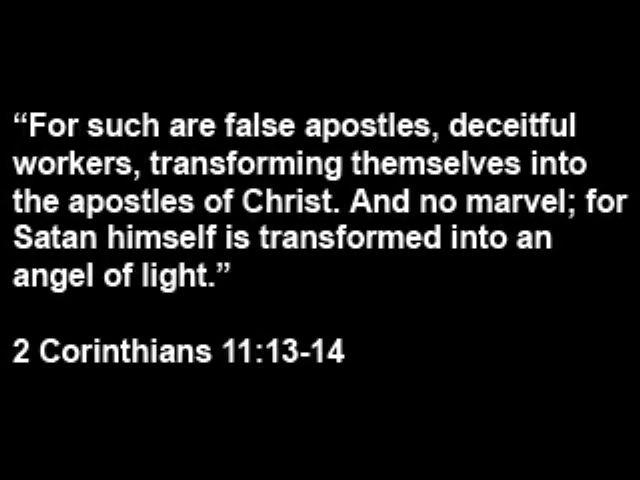 “For such are false apostles, deceitful
workers, transforming themselves into
the apostles of Christ. And no marvel; for
Satan himself is transformed into an
angel of light.”
2 Corinthians 11:13-14